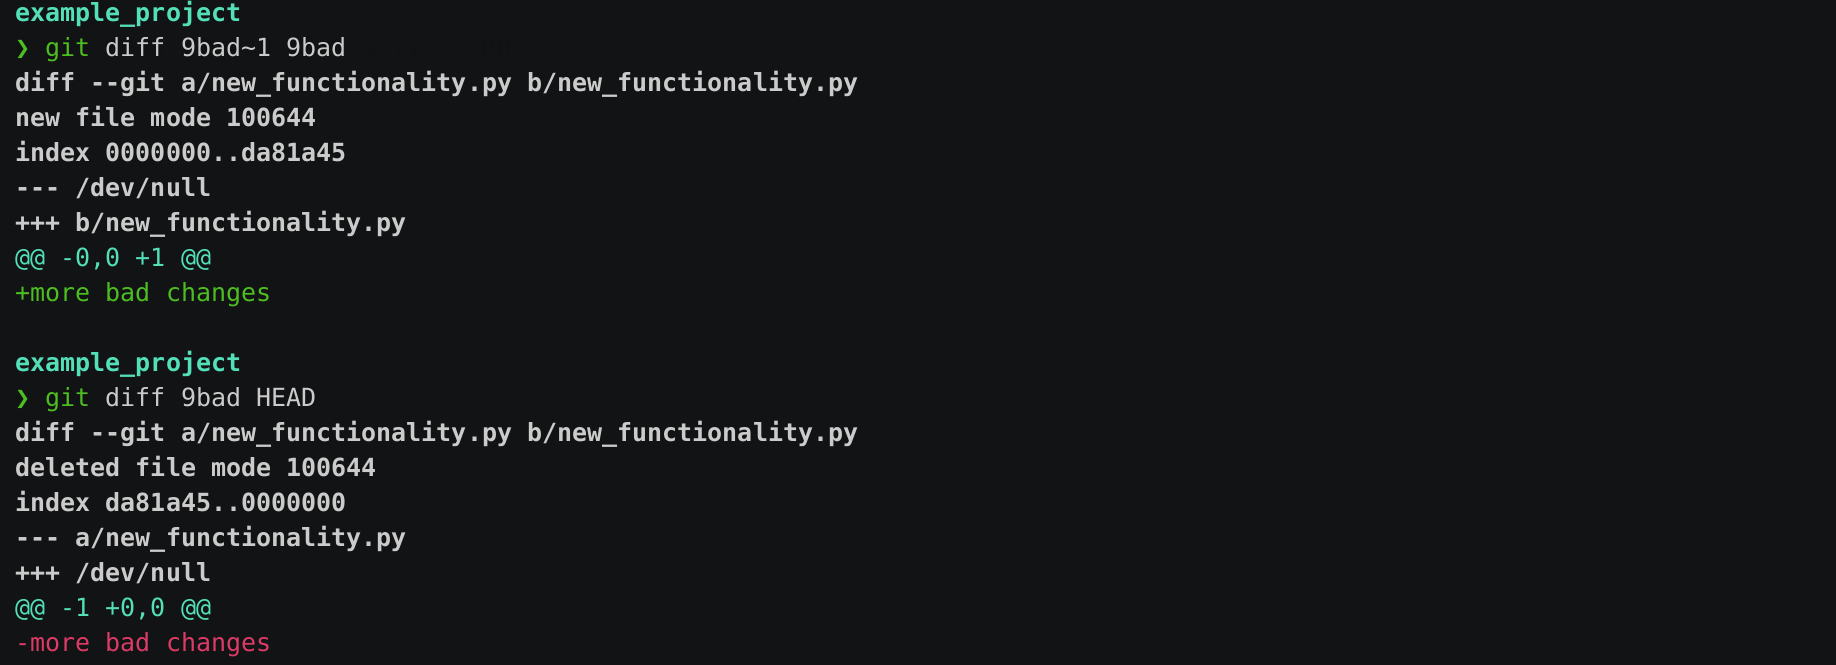 example_project
❯ git diff 9bad~1 9bad
diff --git a/new_functionality.py b/new_functionality.py
new file mode 100644
index 0000000..da81a45
--- /dev/null
+++ b/new_functionality.py
@@ -0,0 +1 @@
+more bad changes
example_project
❯ git diff 9bad HEAD
diff --git a/new_functionality.py b/new_functionality.py
deleted file mode 100644
index da81a45..0000000
--- a/new_functionality.py
+++ /dev/null
@@ -1 +0,0 @@
-more bad changes